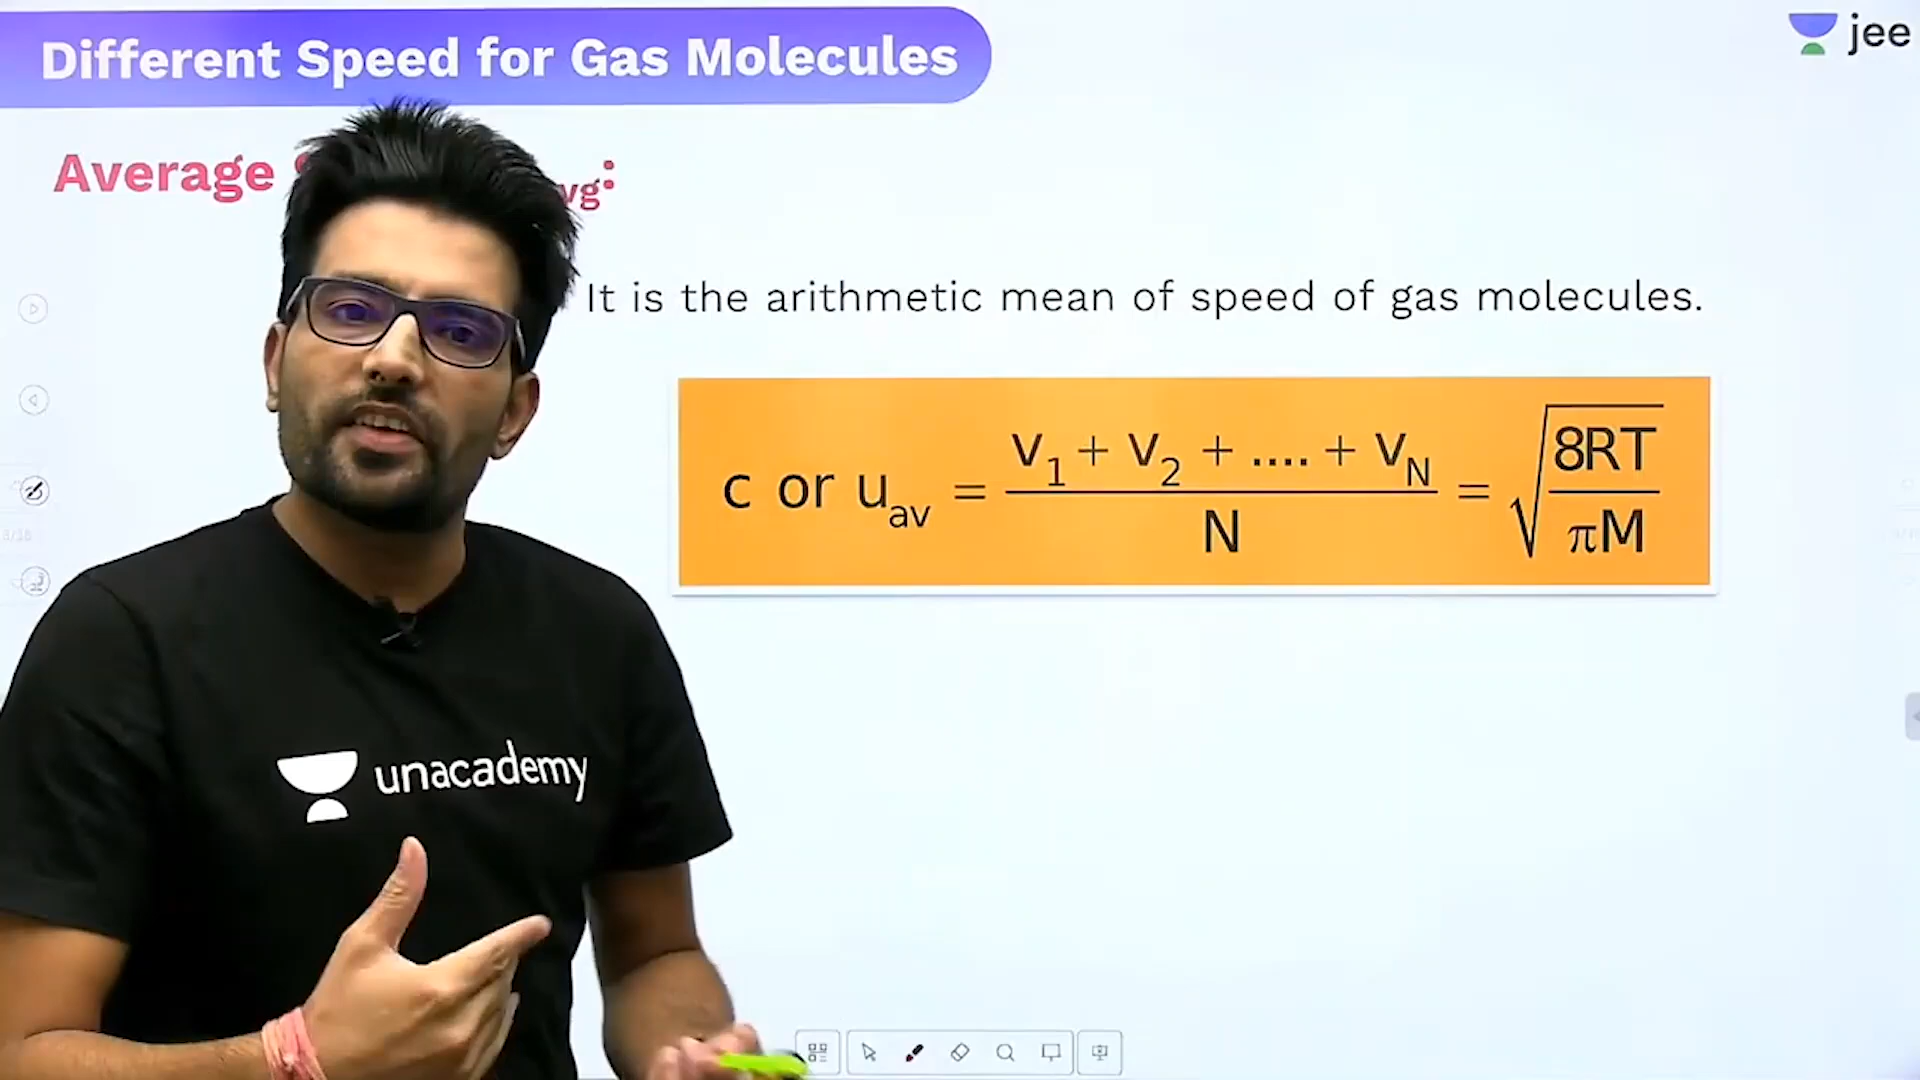 Different Speed for Gas Molecules
jee
Average
vg:
It is the arithmetic mean of speed of gas molecules.
c or u_av = (v_1 + v_2 + .... + v_N) / N = √(8RT / πM)
unacademy